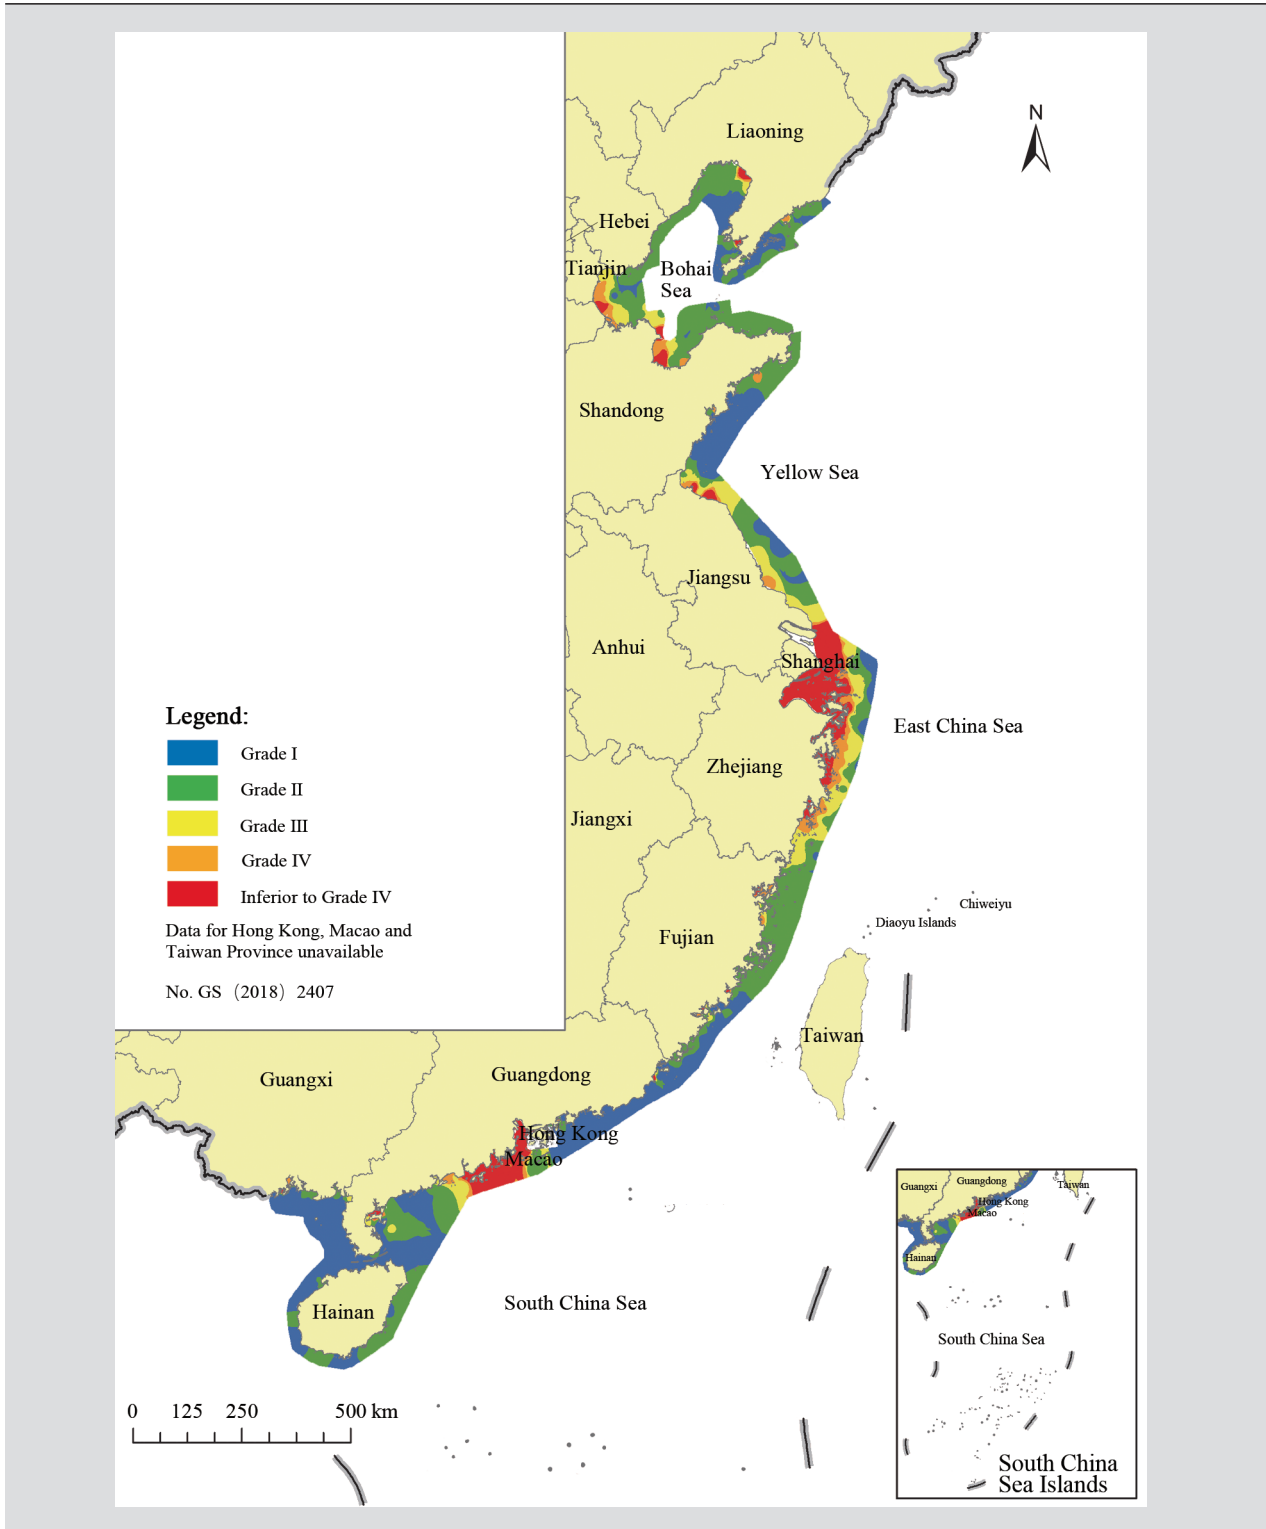 N
Liaoning
Hebei
Tianjin
Bohai
Sea
Shandong
Yellow Sea
Jiangsu
Anhui
Shanghai
East China Sea
Zhejiang
Jiangxi
Legend:
Grade I
Grade II
Grade III
Grade IV
Inferior to Grade IV
Data for Hong Kong, Macao and
Taiwan Province unavailable
No. GS（2018）2407
Chiweiyu
Diaoyu Islands
Fujian
Taiwan
Guangxi
Guangdong
Hong Kong
Macao
Hainan
South China Sea
0 125 250 500 km
Guangxi
Guangdong
Taiwan
Hong Kong
Macao
Hainan
South China Sea
South China
Sea Islands